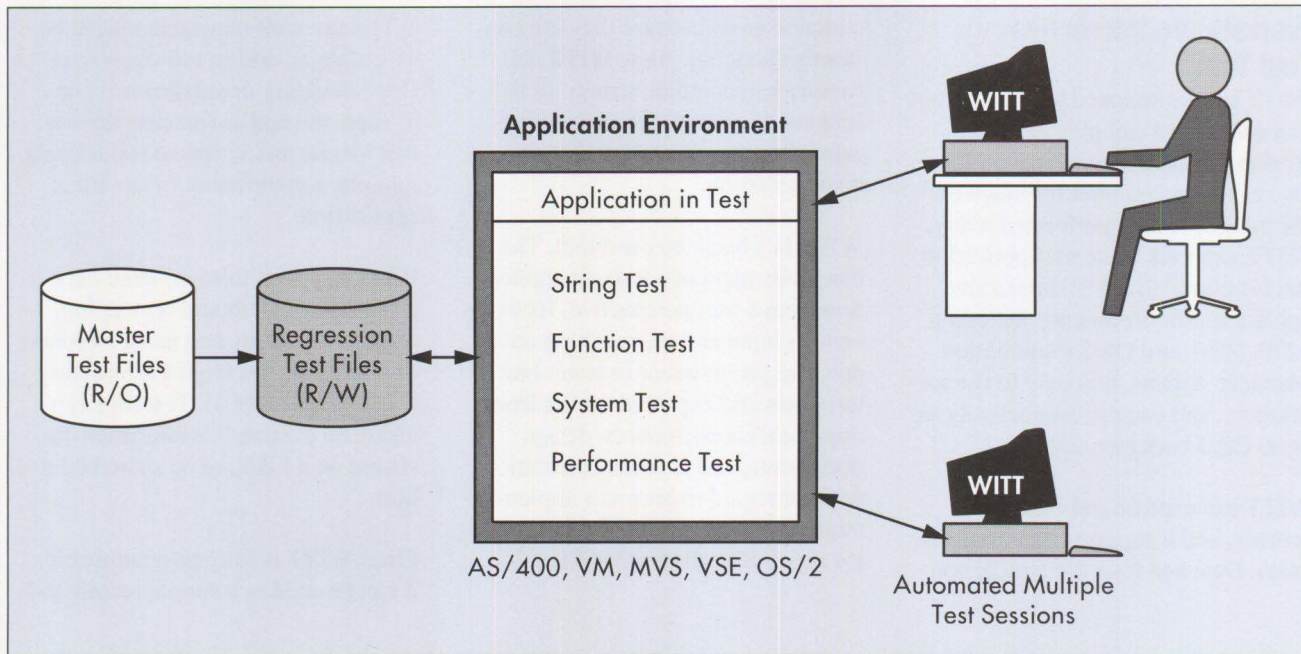 Application Environment
Application in Test
String Test
Function Test
System Test
Performance Test
AS/400, VM, MVS, VSE, OS/2
Master
Test Files
(R/O)
Regression
Test Files
(R/W)
WITT
WITT
Automated Multiple
Test Sessions